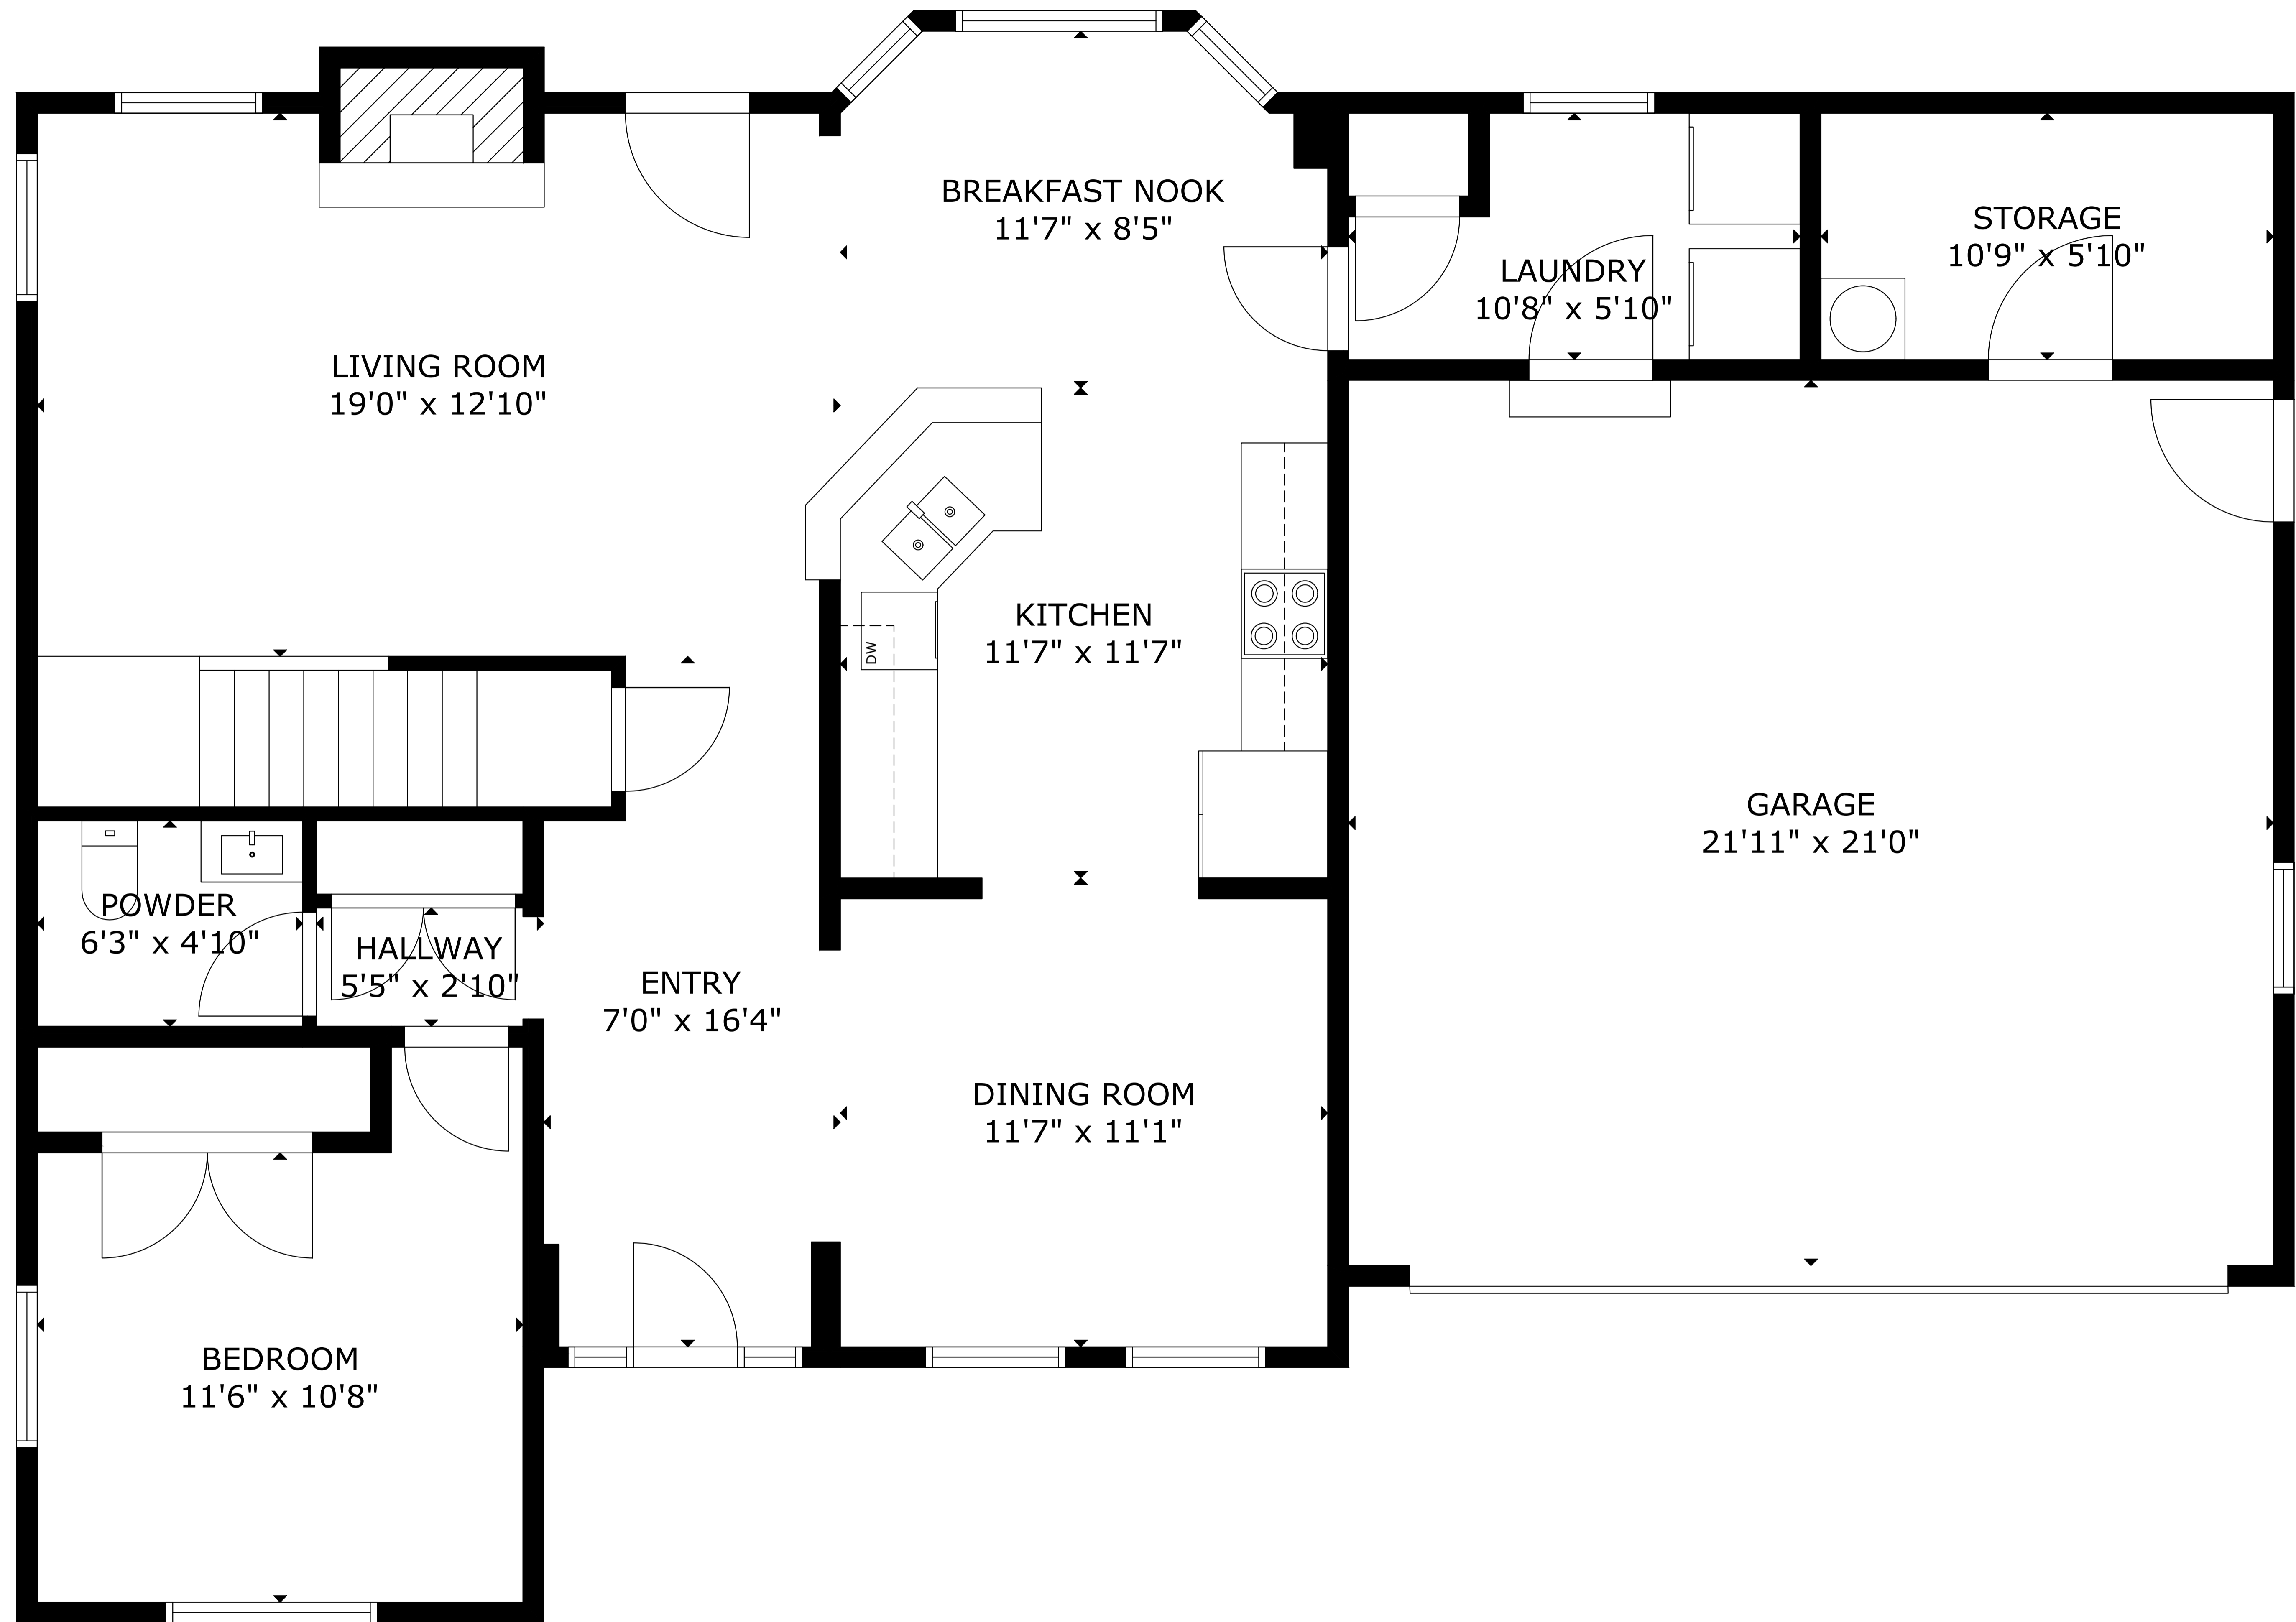 BREAKFAST NOOK
11'7" x 8'5"
STORAGE
10'9" x 5'10"
LAUNDRY
10'8" x 5'10"
LIVING ROOM
19'0" x 12'10"
KITCHEN
11'7" x 11'7"
DW
GARAGE
21'11" x 21'0"
POWDER
6'3" x 4'10"
HALLWAY
5'5" x 2'10"
ENTRY
7'0" x 16'4"
DINING ROOM
11'7" x 11'1"
BEDROOM
11'6" x 10'8"